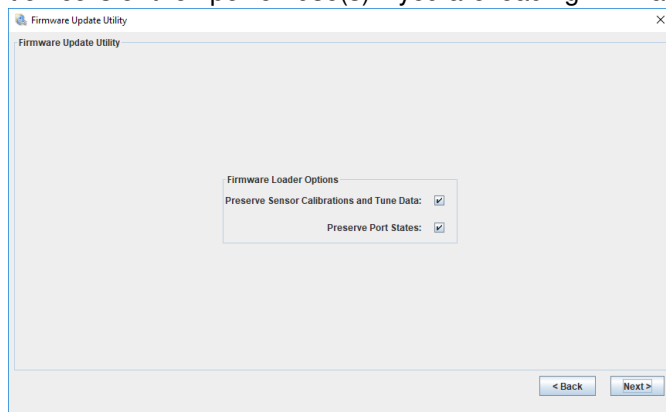 Firmware Update Utility
Firmware Update Utility
Firmware Loader Options
Preserve Sensor Calibrations and Tune Data:
Preserve Port States:
< Back Next >